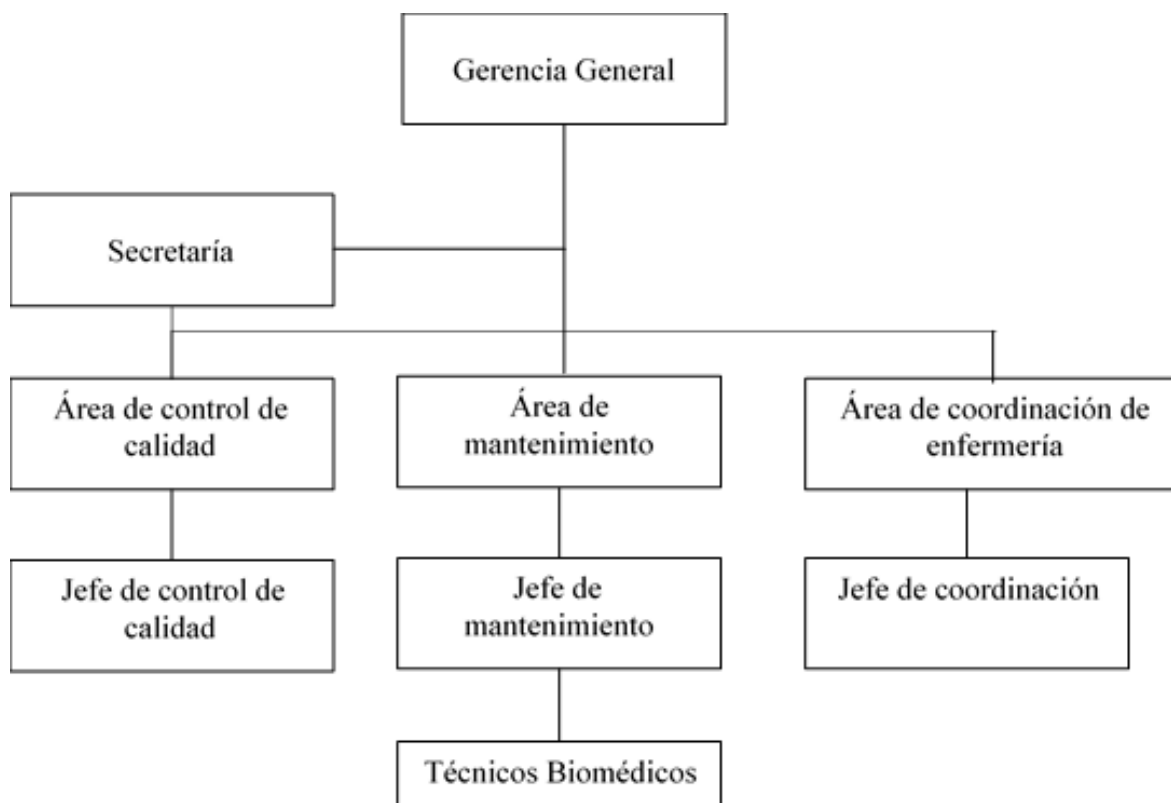 Gerencia General
Secretaría
Área de control de
calidad
Área de
mantenimiento
Área de coordinación de
enfermería
Jefe de control de
calidad
Jefe de
mantenimiento
Jefe de coordinación
Técnicos Biomédicos